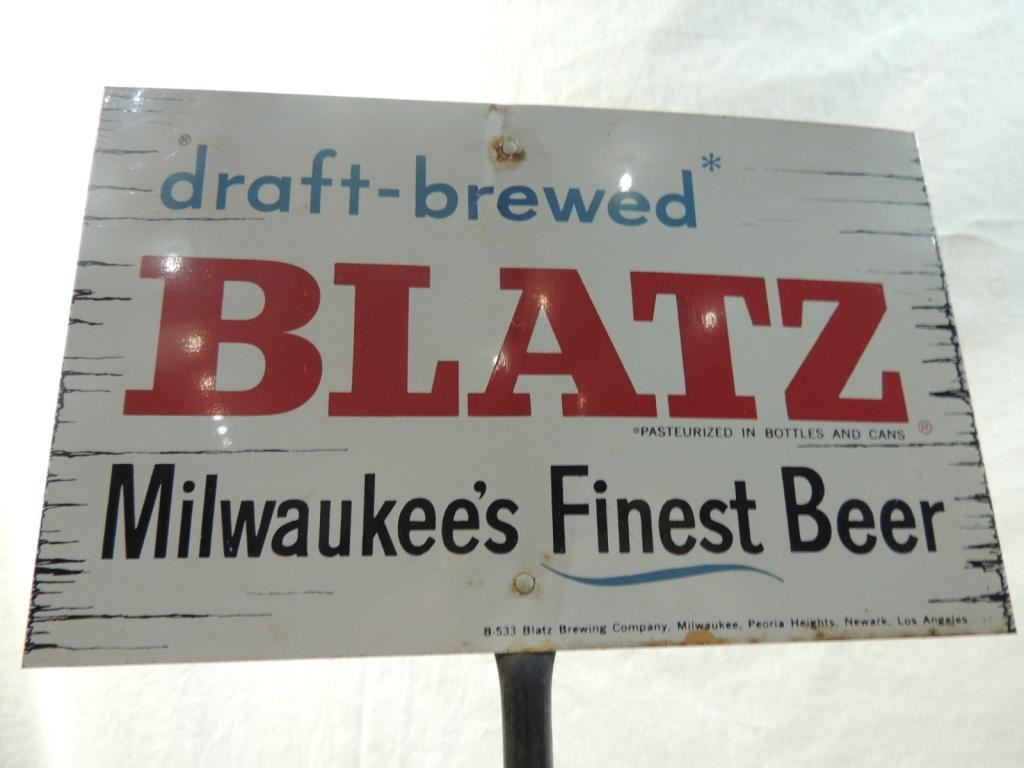 ® draft-brewed*
BLATZ ®
*PASTEURIZED IN BOTTLES AND CANS
Milwaukee's Finest Beer
B-533 Blatz Brewing Company, Milwaukee, Peoria Heights, Newark, Los Angeles